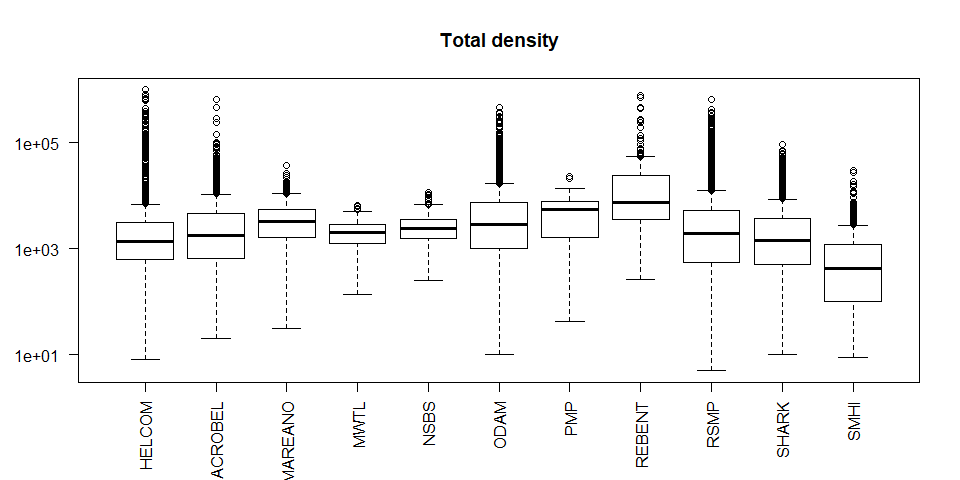 Total density
1e+05
1e+03
1e+01
HELCOM
ACROBEL
MAREANO
MWTL
NSBS
ODAM
PMP
REBENT
RSMP
SHARK
SMHI